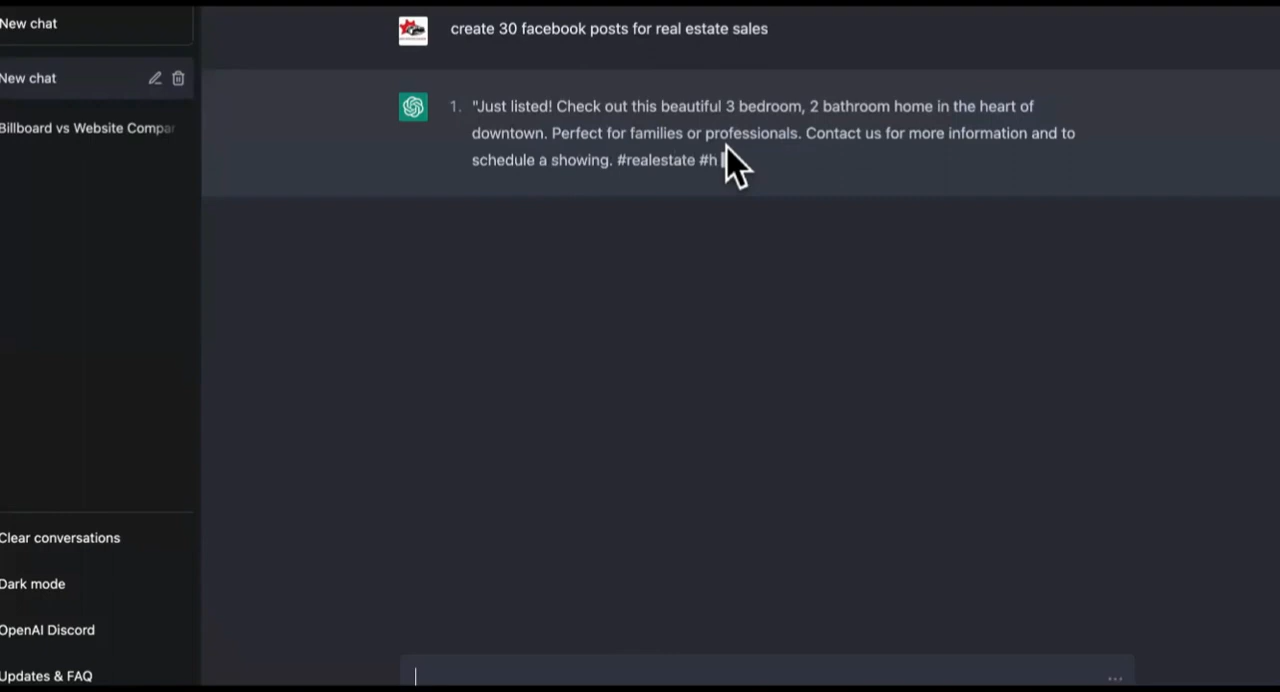 New chat
New chat
Billboard vs Website Compar
Clear conversations
Dark mode
OpenAI Discord
Updates & FAQ
create 30 facebook posts for real estate sales
1. "Just listed! Check out this beautiful 3 bedroom, 2 bathroom home in the heart of
downtown. Perfect for families or professionals. Contact us for more information and to
schedule a showing. #realestate #h